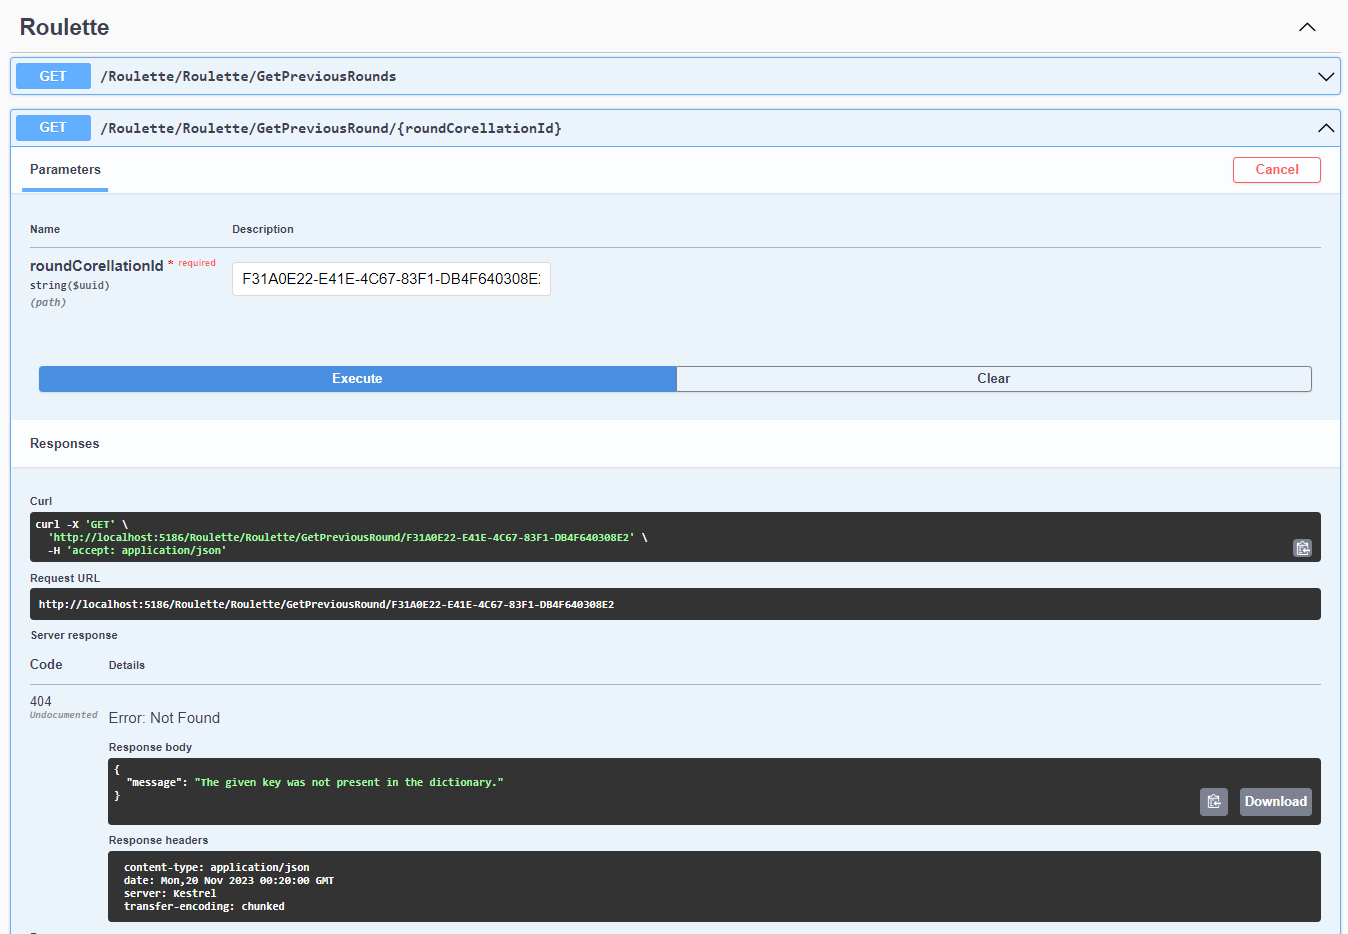 Roulette
GET /Roulette/Roulette/GetPreviousRounds
GET /Roulette/Roulette/GetPreviousRound/{roundCorellationId}
Parameters
Cancel
Name Description
roundCorellationId * required
string($uuid)
(path)
F31A0E22-E41E-4C67-83F1-DB4F640308E
Execute Clear
Responses
Curl
curl -X 'GET' \
'http://localhost:5186/Roulette/Roulette/GetPreviousRound/F31A0E22-E41E-4C67-83F1-DB4F640308E2' \
-H 'accept: application/json'
Request URL
http://localhost:5186/Roulette/Roulette/GetPreviousRound/F31A0E22-E41E-4C67-83F1-DB4F640308E2
Server response
Code Details
404
Undocumented
Error: Not Found
Response body
{
"message": "The given key was not present in the dictionary."
}
Download
Response headers
content-type: application/json
date: Mon,20 Nov 2023 00:20:00 GMT
server: Kestrel
transfer-encoding: chunked